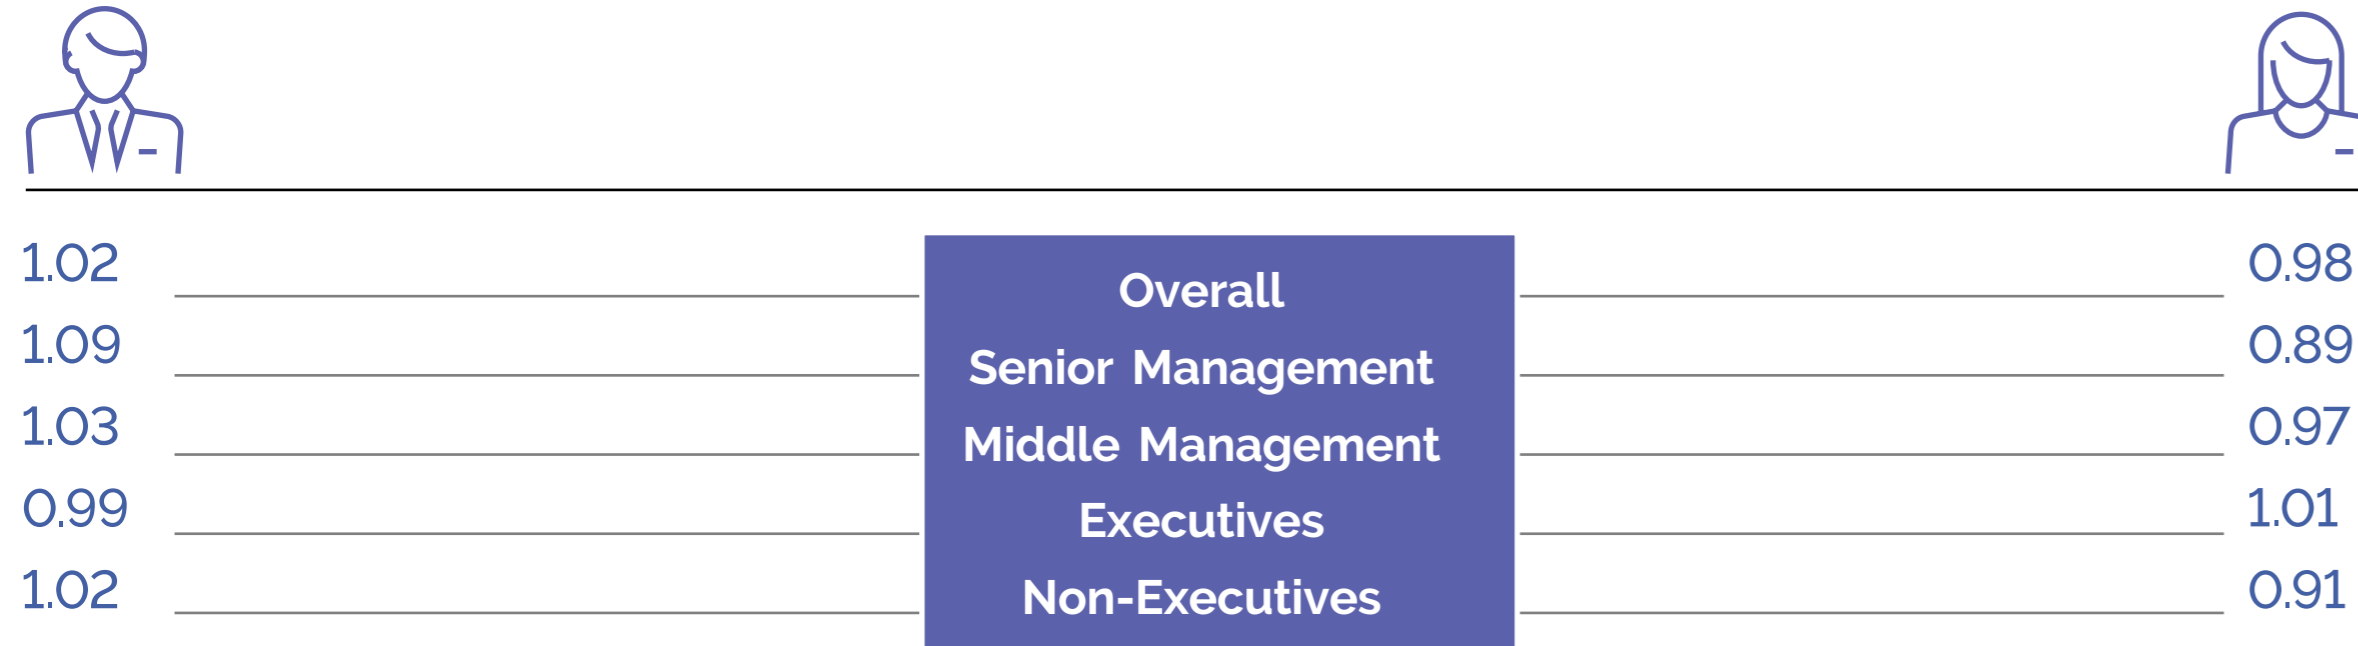 1.02 Overall 0.98
1.09 Senior Management 0.89
1.03 Middle Management 0.97
0.99 Executives 1.01
1.02 Non-Executives 0.91